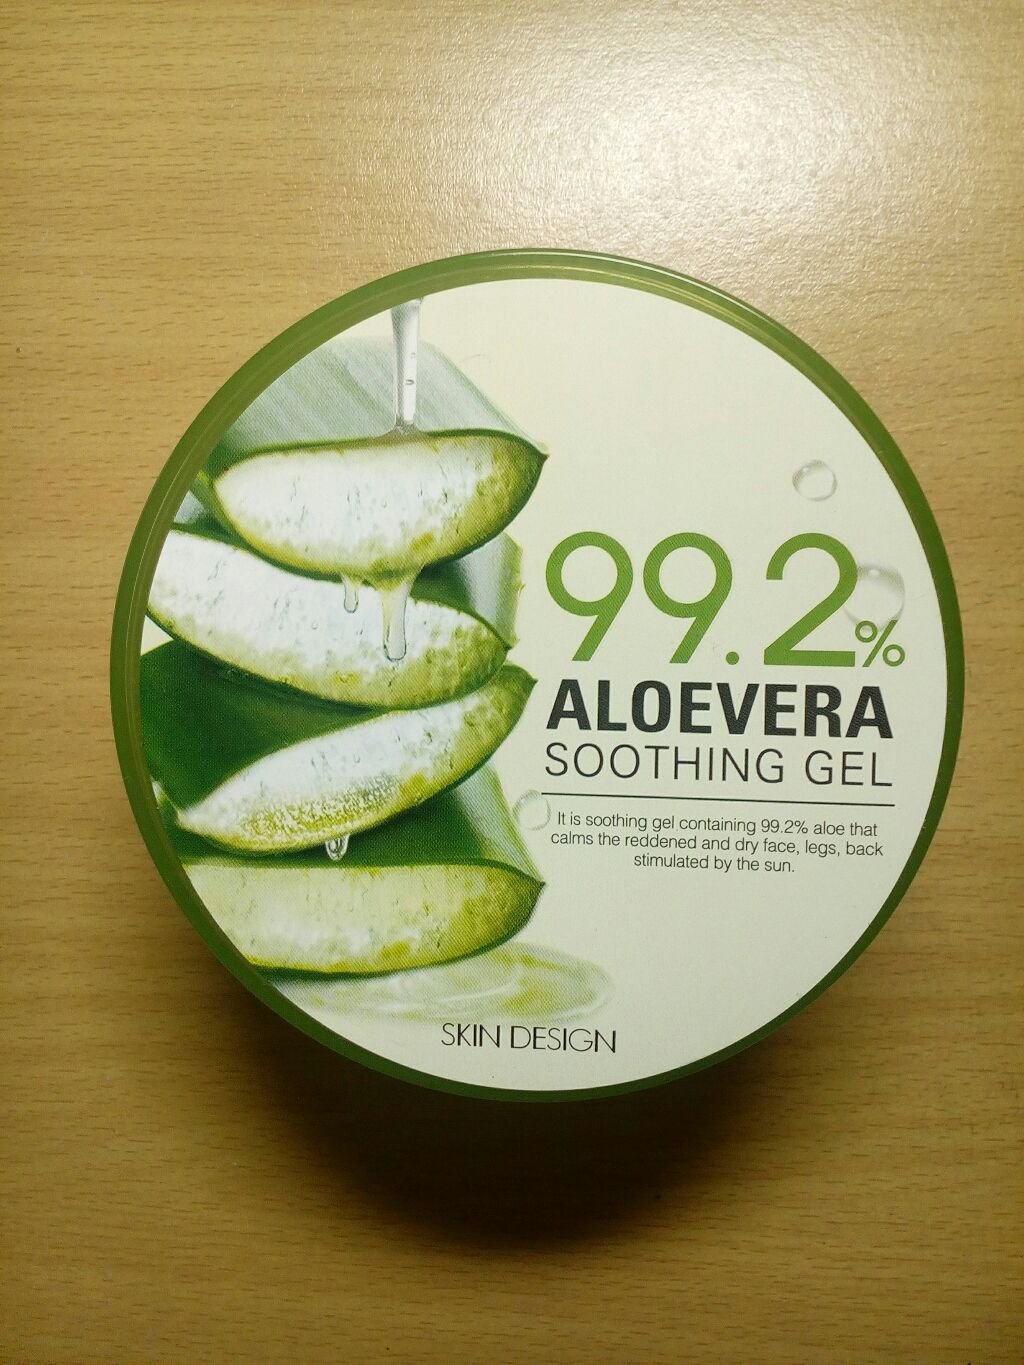 99.2%
ALOEVERA
SOOTHING GEL
It is soothing gel containing 99.2% aloe that
calms the reddened and dry face, legs, back
stimulated by the sun.
SKIN DESIGN